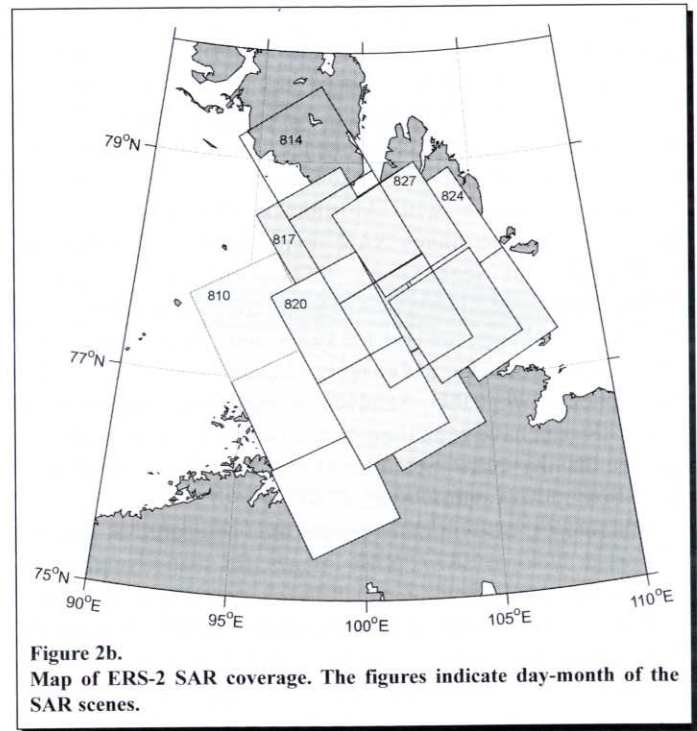 814
827
824
817
810
820
79°N
77°N
75°N
90°E
95°E
100°E
105°E
110°E
Figure 2b.
Map of ERS-2 SAR coverage. The figures indicate day-month of the
SAR scenes.